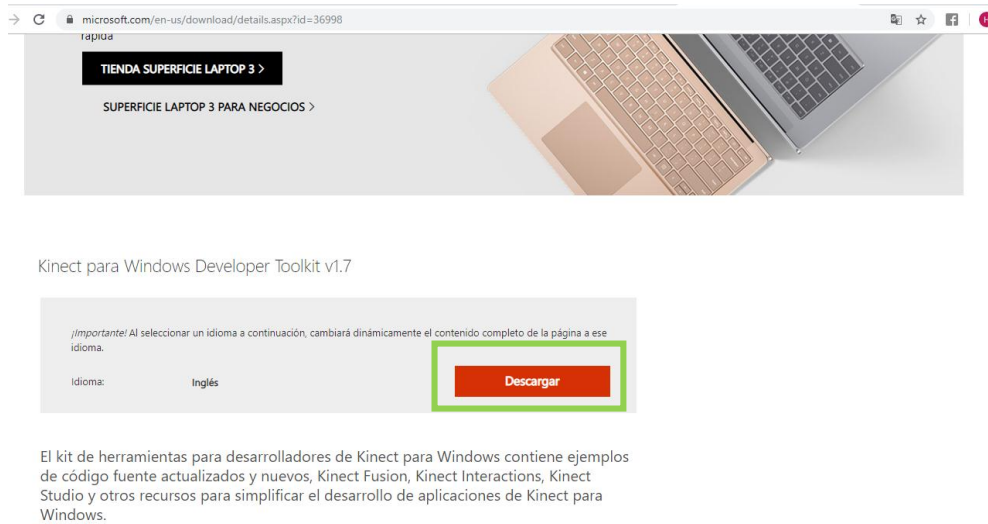 microsoft.com/en-us/download/details.aspx?id=36998
rápida
TIENDA SUPERFICIE LAPTOP 3 >
SUPERFICIE LAPTOP 3 PARA NEGOCIOS >
Kinect para Windows Developer Toolkit v1.7
¡Importante! Al seleccionar un idioma a continuación, cambiará dinámicamente el contenido completo de la página a ese
idioma.
Idioma: Inglés Descargar
El kit de herramientas para desarrolladores de Kinect para Windows contiene ejemplos
de código fuente actualizados y nuevos, Kinect Fusion, Kinect Interactions, Kinect
Studio y otros recursos para simplificar el desarrollo de aplicaciones de Kinect para
Windows.